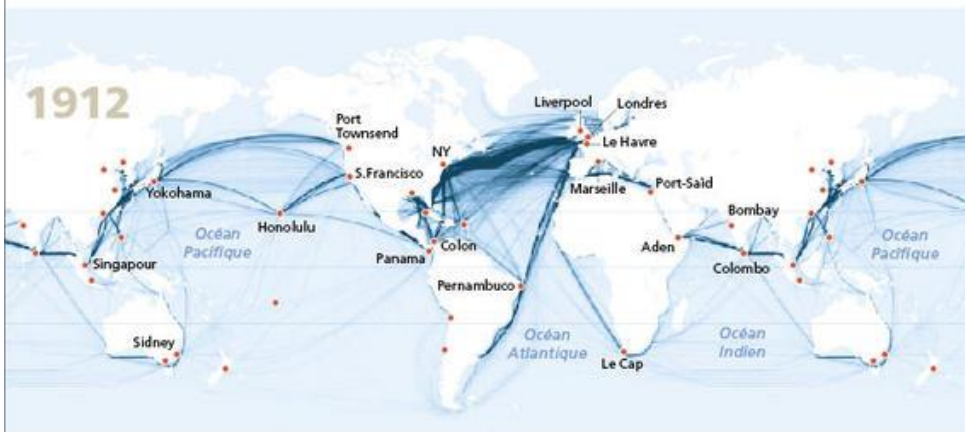 1912
Liverpool
Londres
Port
Townsend
NY
Le Havre
S.Francisco
Yokohama
Marseille
Port-Saïd
Bombay
Honolulu
Océan
Pacifique
Colon
Aden
Océan
Pacifique
Singapour
Panama
Colombo
Pernambuco
Sidney
Océan
Atlantique
Océan
Indien
Le Cap